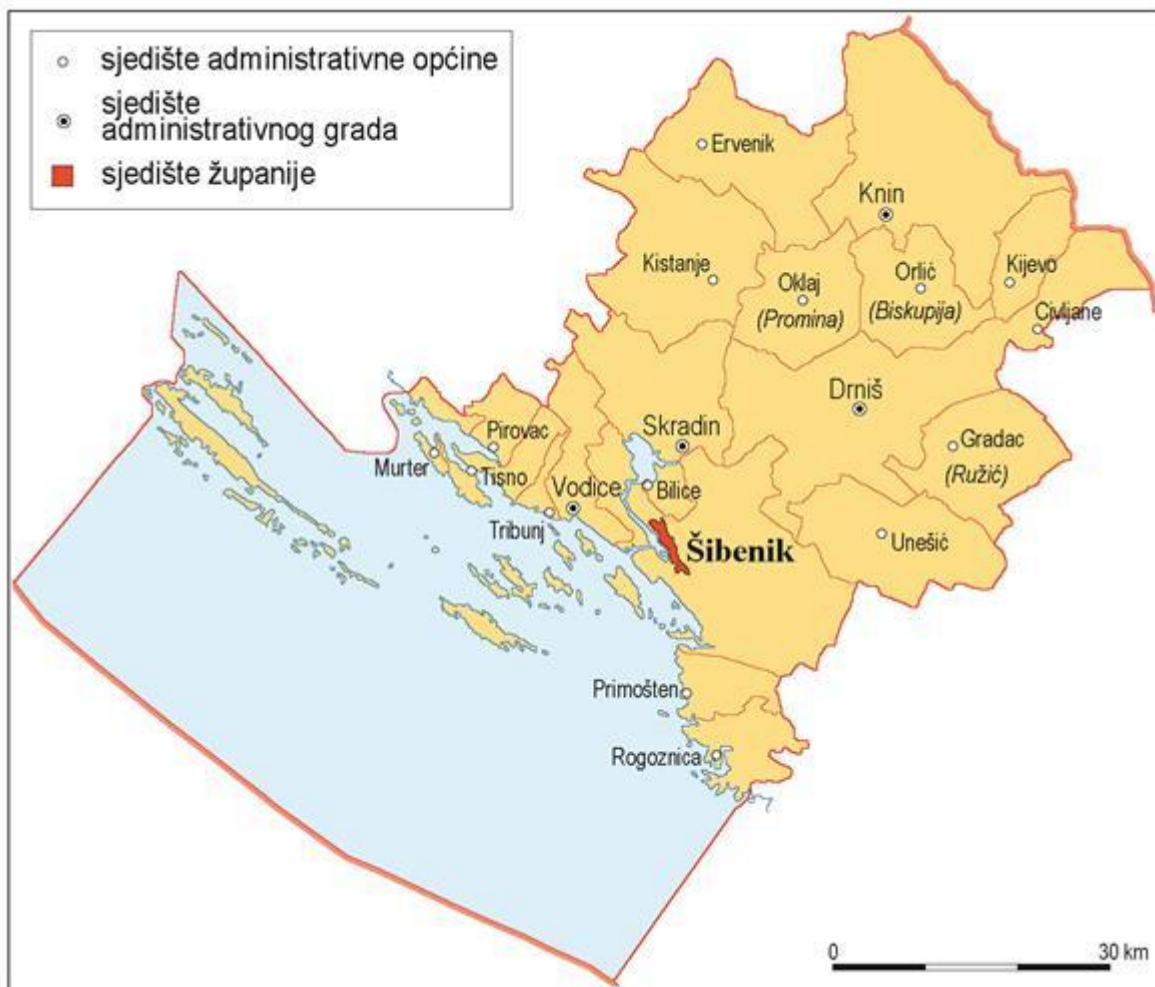 sjedište administrativne općine
sjedište
administrativnog grada
sjedište županije
Ervenik
Knin
Kistanje
Oklaj
(Promina)
Orlić
(Biskupija)
Kijevo
Civljane
Drniš
Skradin
Gradac
(Ružić)
Pirovac
Murter
Tisno
Vodice
Bilice
Tribunj
Šibenik
Unešić
Primošten
Rogoznica
0 30 km